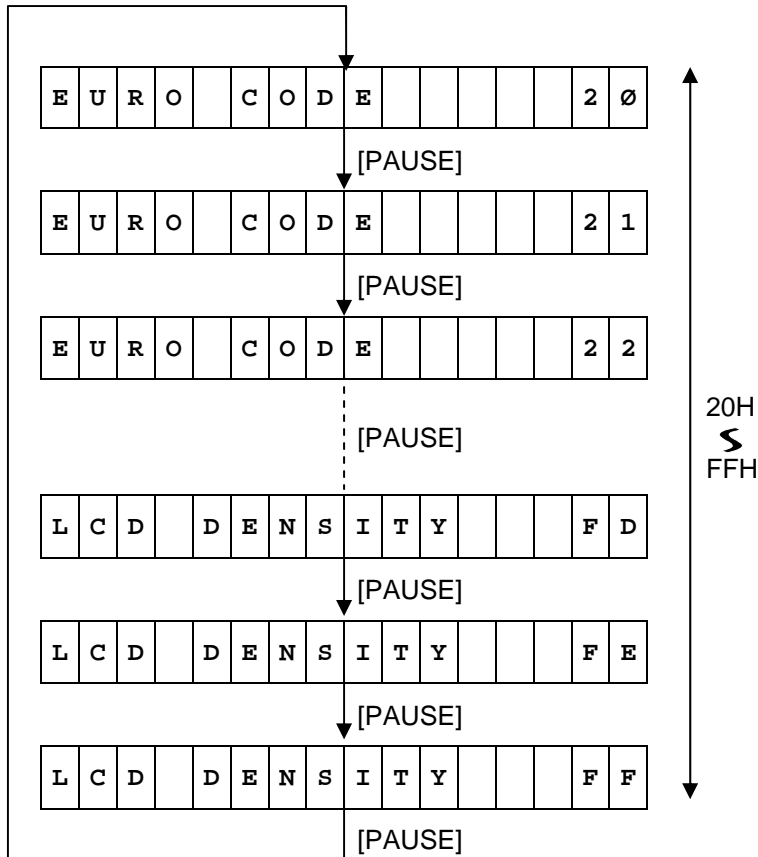 EURO CODE 2Ø
[PAUSE]
EURO CODE 21
[PAUSE]
EURO CODE 22
[PAUSE]
20H
FFH
LCD DENSITY FD
[PAUSE]
LCD DENSITY FE
[PAUSE]
LCD DENSITY FF
[PAUSE]